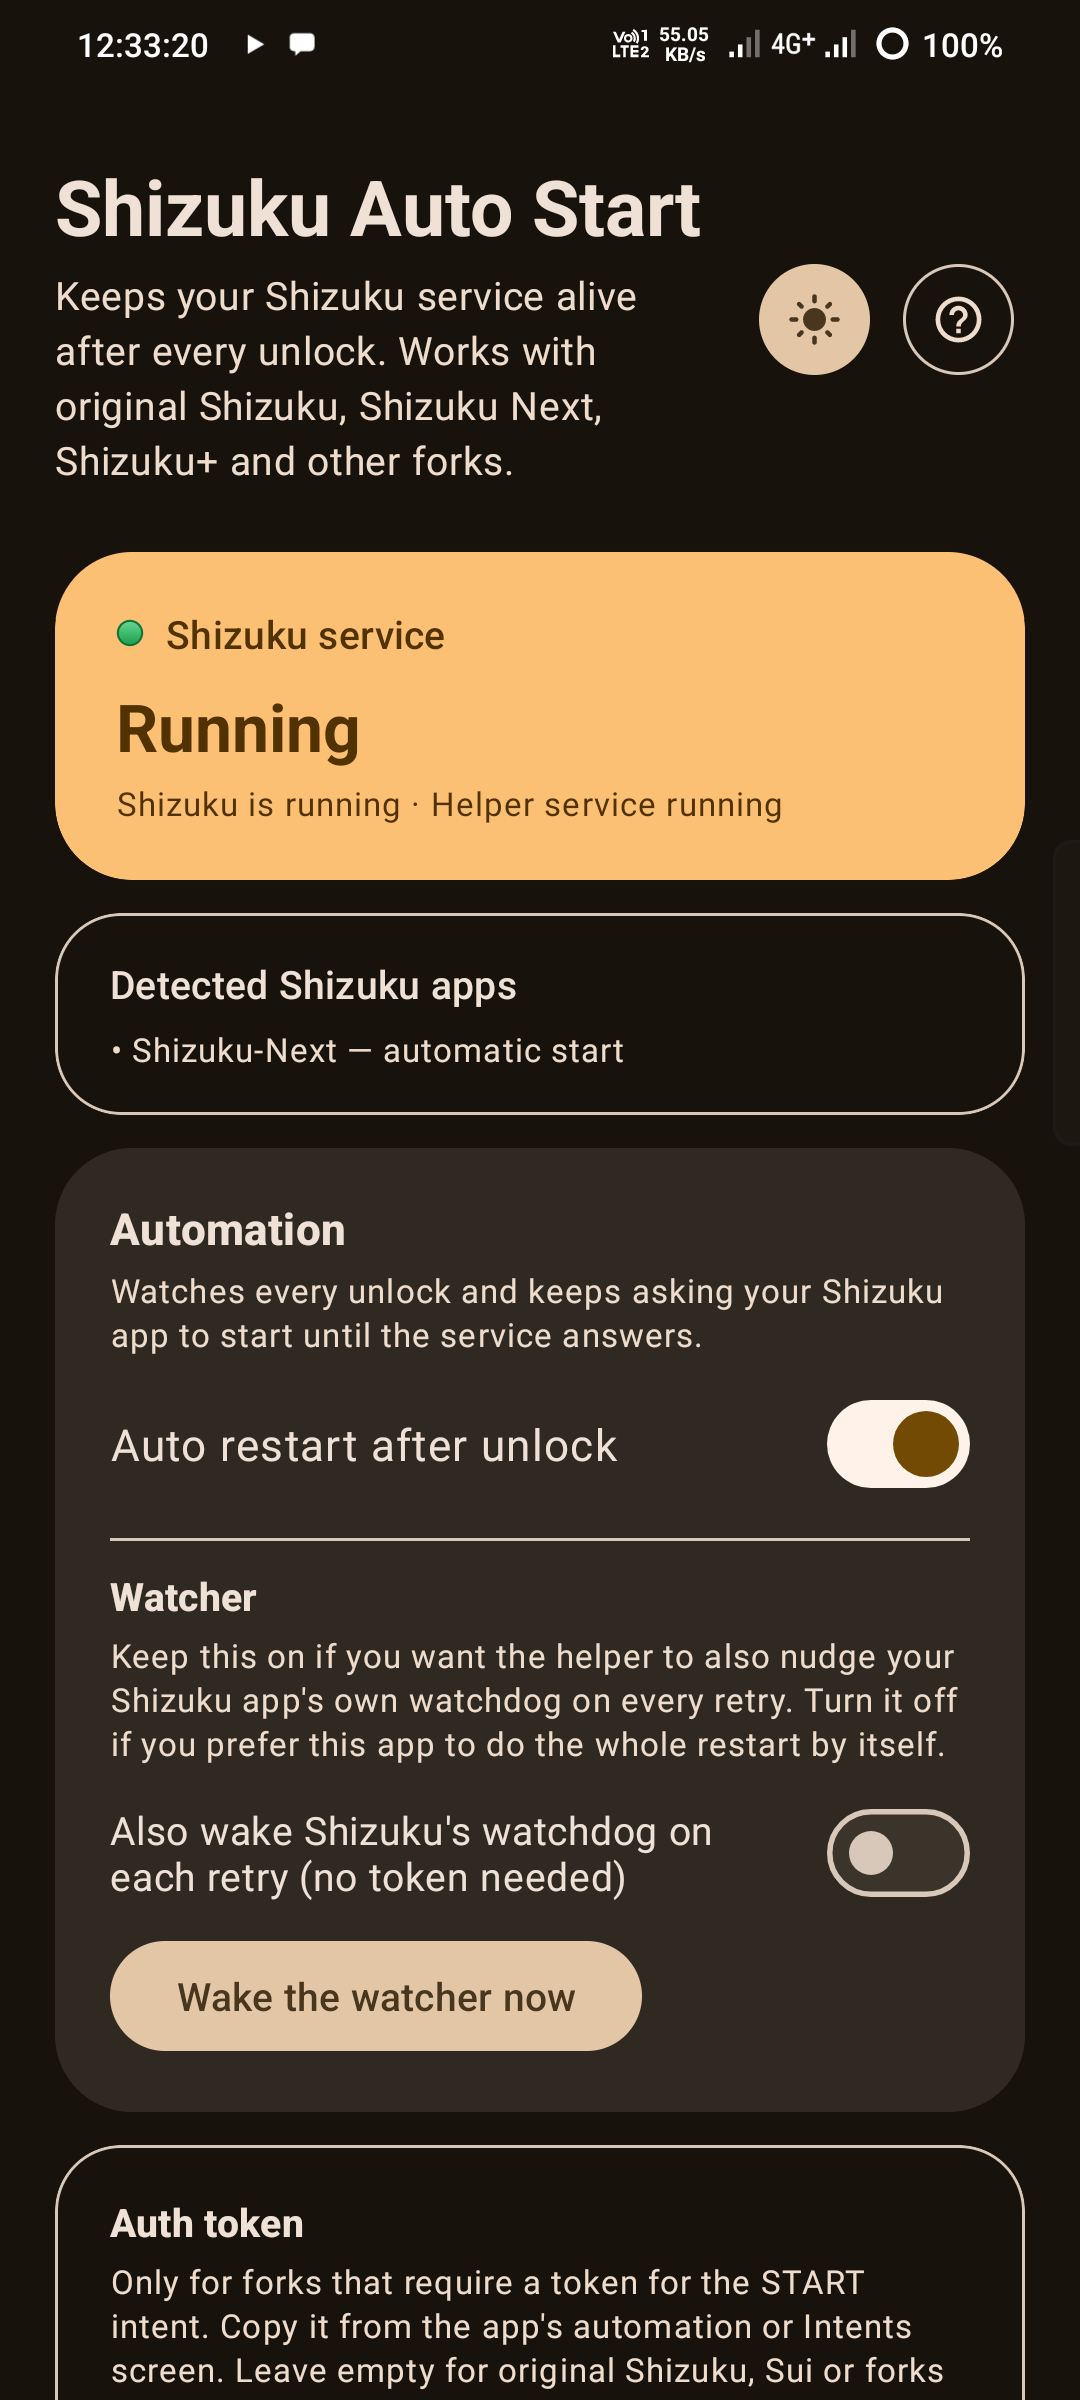 12:33:20
Vo)) 1 LTE2 55.05 KB/s 4G+ 100%
Shizuku Auto Start
Keeps your Shizuku service alive
after every unlock. Works with
original Shizuku, Shizuku Next,
Shizuku+ and other forks.
Shizuku service
Running
Shizuku is running · Helper service running
Detected Shizuku apps
• Shizuku-Next — automatic start
Automation
Watches every unlock and keeps asking your Shizuku
app to start until the service answers.
Auto restart after unlock
Watcher
Keep this on if you want the helper to also nudge your
Shizuku app's own watchdog on every retry. Turn it off
if you prefer this app to do the whole restart by itself.
Also wake Shizuku's watchdog on
each retry (no token needed)
Wake the watcher now
Auth token
Only for forks that require a token for the START
intent. Copy it from the app's automation or Intents
screen. Leave empty for original Shizuku, Sui or forks